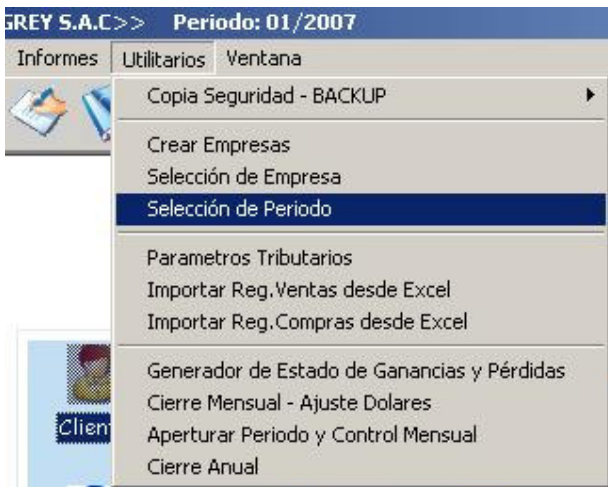 GREY S.A.C>> Periodo: 01/2007
Informes Utilitarios Ventana
Copia Seguridad - BACKUP
Crear Empresas
Selección de Empresa
Selección de Periodo
Parametros Tributarios
Importar Reg.Ventas desde Excel
Importar Reg.Compras desde Excel
Generador de Estado de Ganancias y Pérdidas
Cierre Mensual - Ajuste Dolares
Clien
Aperturar Periodo y Control Mensual
Cierre Anual